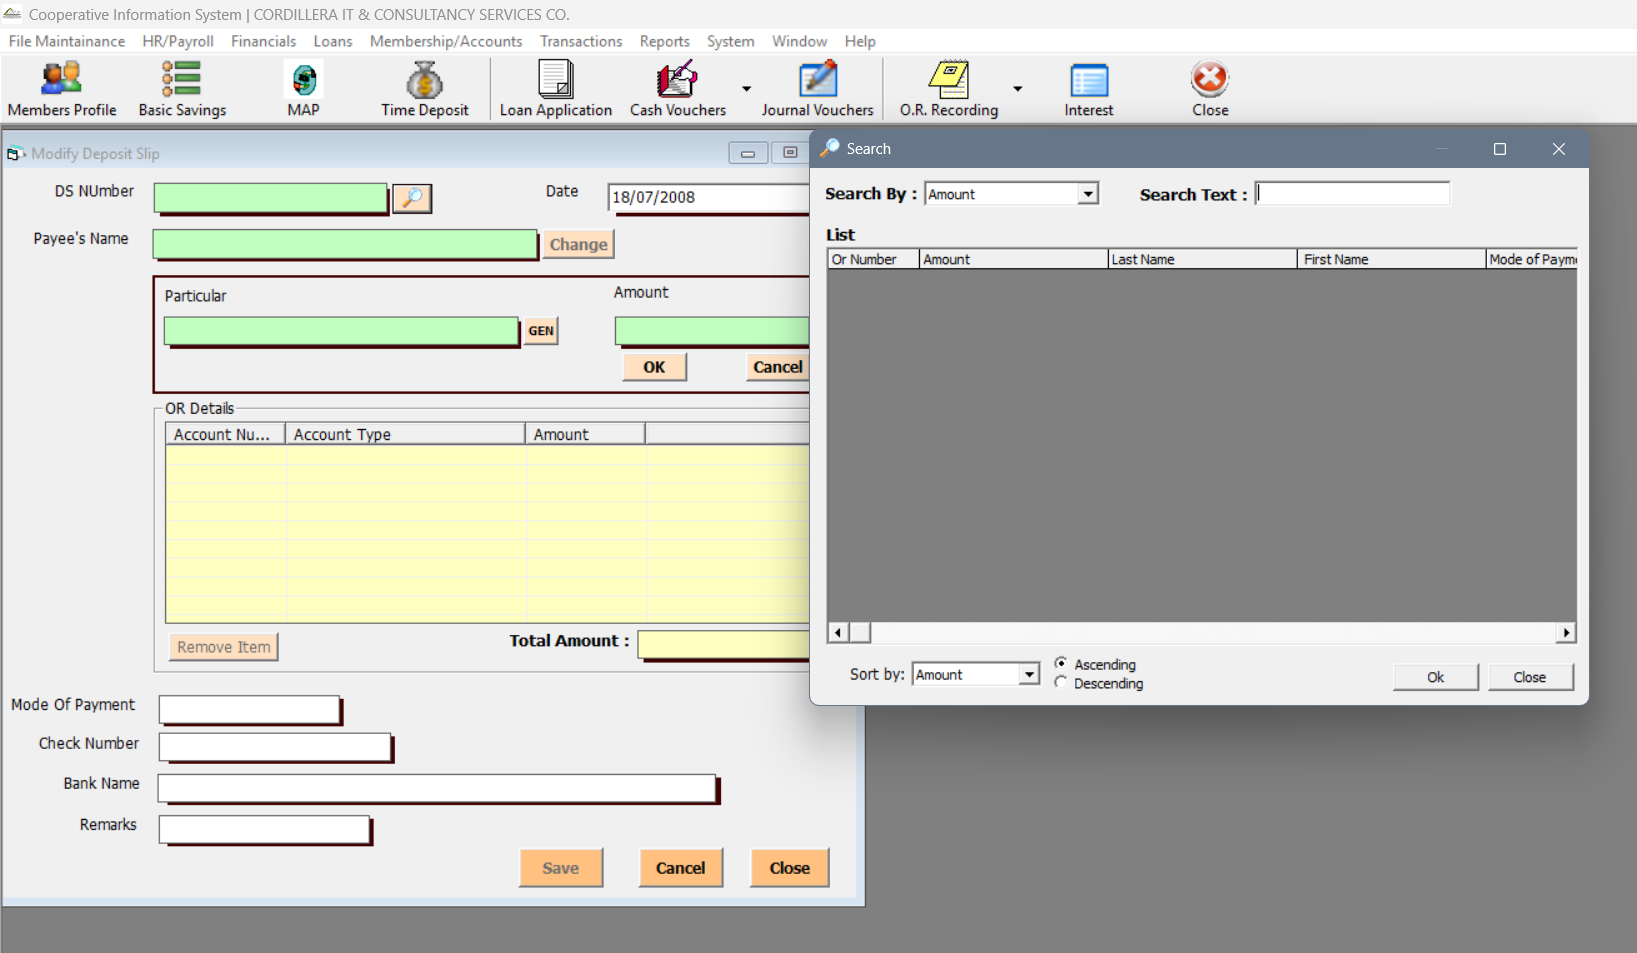 Cooperative Information System | CORDILLERA IT & CONSULTANCY SERVICES CO.
File Maintainance HR/Payroll Financials Loans Membership/Accounts Transactions Reports System Window Help
Members Profile Basic Savings MAP Time Deposit Loan Application Cash Vouchers Journal Vouchers O.R. Recording Interest Close
Modify Deposit Slip
DS NUmber
Date 18/07/2008
Payee's Name
Change
Particular
Amount
GEN
OK
Cancel
OR Details
Account Nu... Account Type Amount
Remove Item
Total Amount :
Mode Of Payment
Check Number
Bank Name
Remarks
Save Cancel Close
Search
Search By : Amount
Search Text :
List
Or Number Amount Last Name First Name Mode of Payme
Sort by: Amount
Ascending
Descending
Ok Close